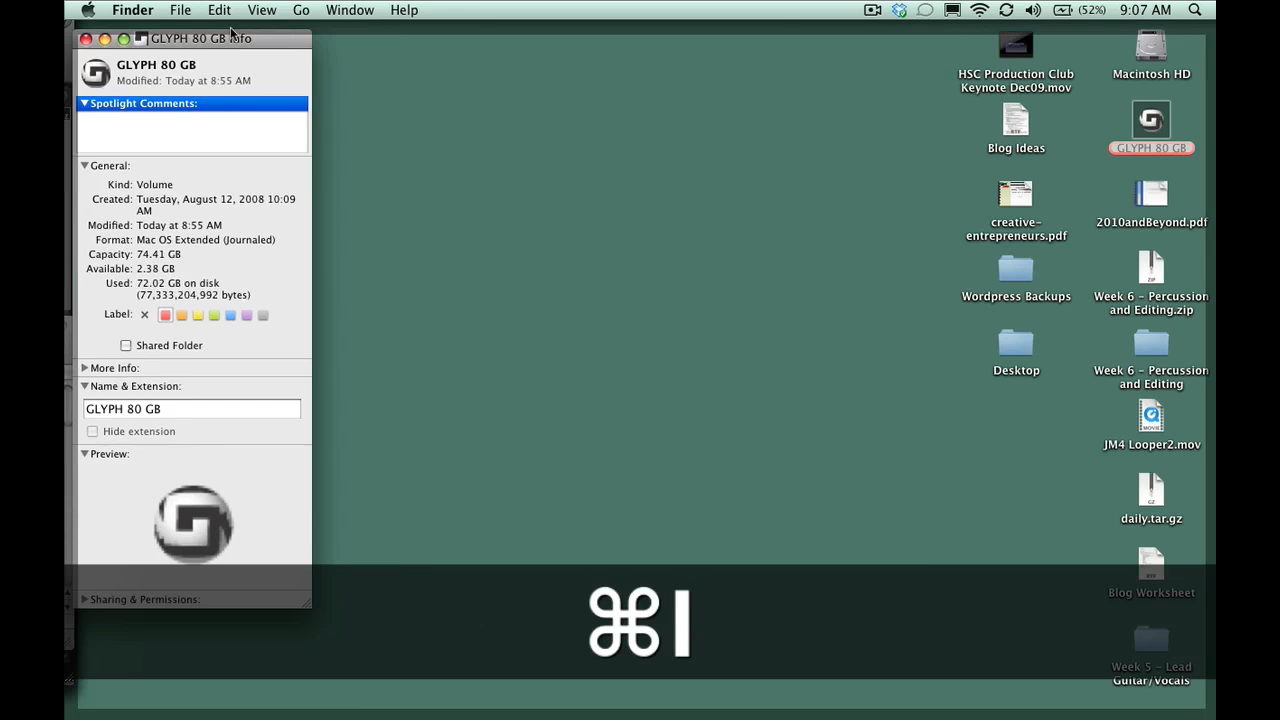 Finder File Edit View Go Window Help (52%) 9:07 AM
GLYPH 80 GB Info
GLYPH 80 GB
Modified: Today at 8:55 AM
Spotlight Comments:
General:
Kind: Volume
Created: Tuesday, August 12, 2008 10:09
AM
Modified: Today at 8:55 AM
Format: Mac OS Extended (Journaled)
Capacity: 74.41 GB
Available: 2.38 GB
Used: 72.02 GB on disk
(77,333,204,992 bytes)
Label:
Shared Folder
More Info:
Name & Extension:
GLYPH 80 GB
Hide extension
Preview:
Sharing & Permissions:
⌘I
HSC Production Club
Keynote Dec09.mov
Macintosh HD
RTF
Blog Ideas
GLYPH 80 GB
creative-
entrepreneurs.pdf
2010andBeyond.pdf
Wordpress Backups
ZIP
Week 6 – Percussion
and Editing.zip
Desktop
Week 6 – Percussion
and Editing
MOVIE
JM4 Looper2.mov
GZ
daily.tar.gz
RTF
Blog Worksheet
Week 5 – Lead
Guitar/Vocals